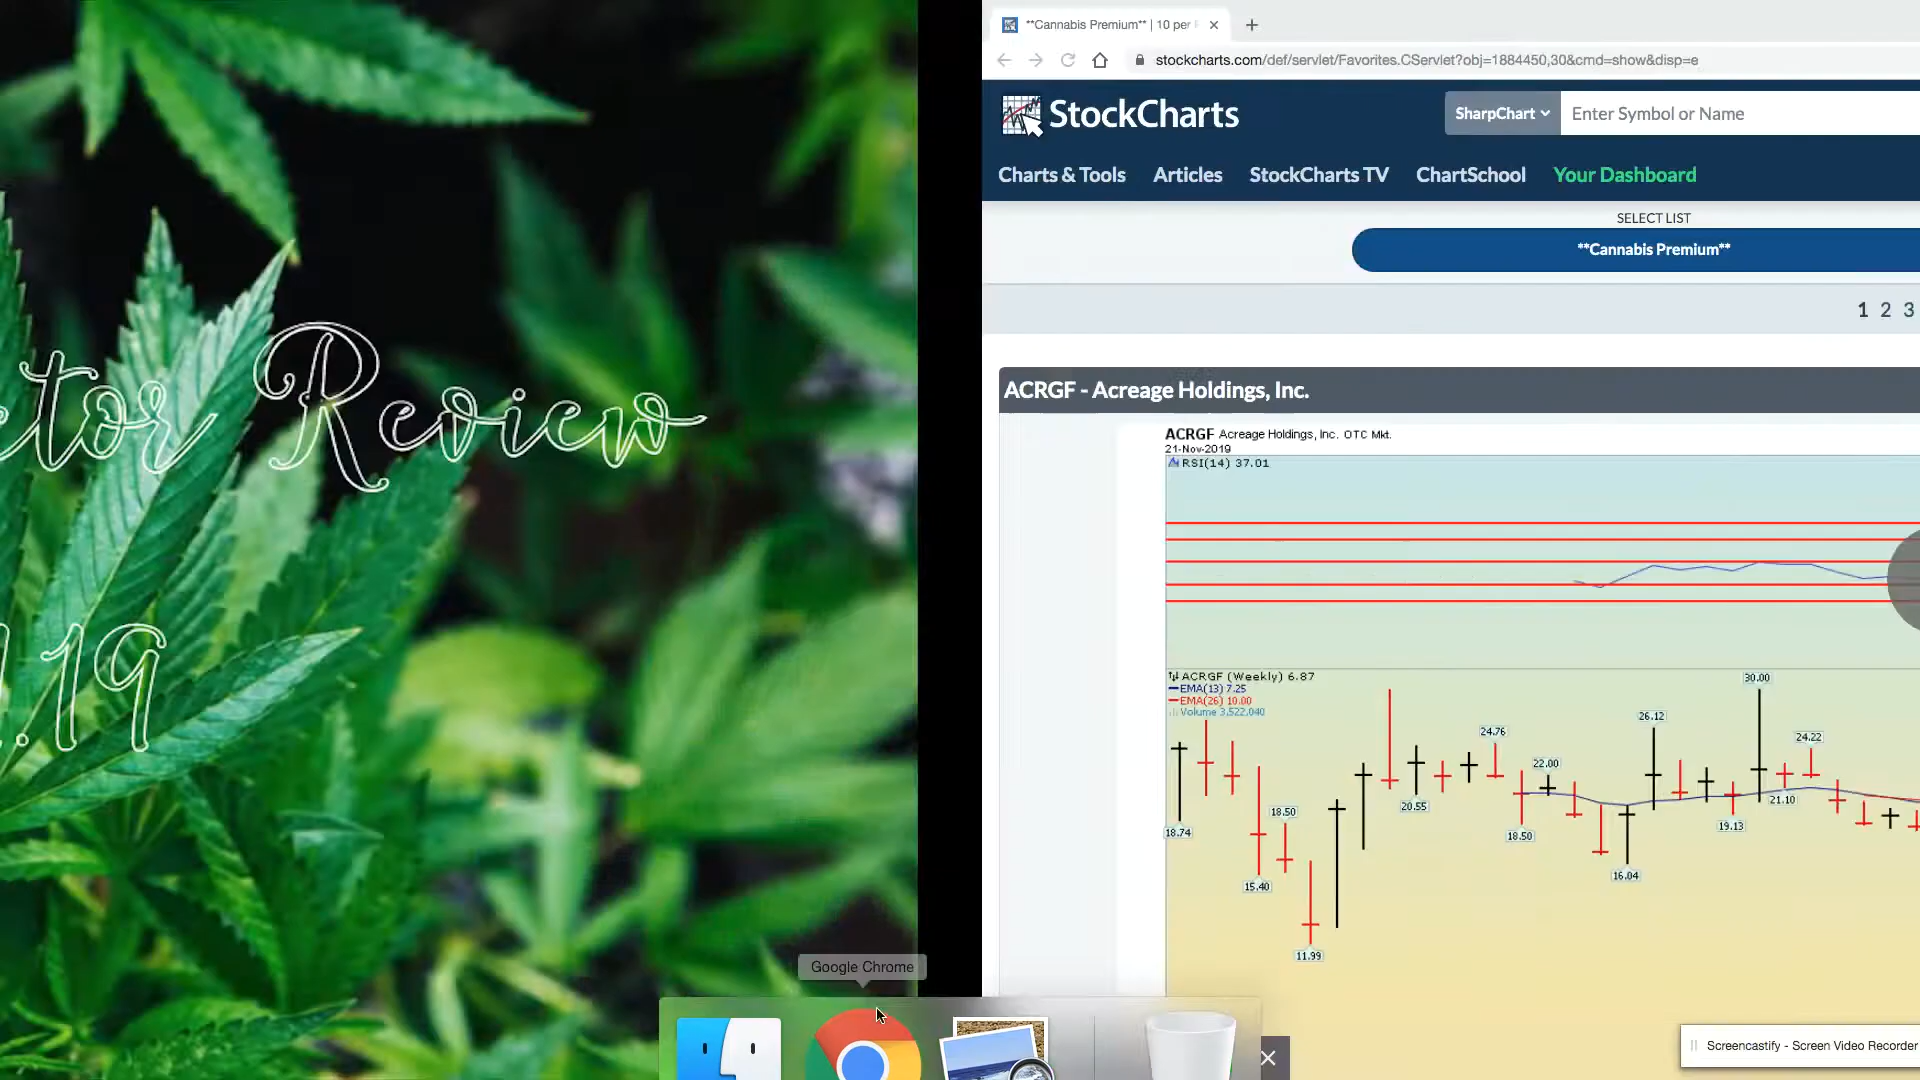 tor Review
.19
Google Chrome
**Cannabis Premium** | 10 per
stockcharts.com/def/servlet/Favorites.CServlet?obj=1884450,30&cmd=show&disp=e
StockCharts
SharpChart
Enter Symbol or Name
Charts & Tools
Articles
StockCharts TV
ChartSchool
Your Dashboard
SELECT LIST
**Cannabis Premium**
1 2 3
ACRGF - Acreage Holdings, Inc.
ACRGF Acreage Holdings, Inc. OTC Mkt.
21-Nov-2019
RSI(14) 37.01
ACRGF (Weekly) 6.87
EMA(13) 7.25
EMA(26) 10.00
Volume 3,522,040
30.00
26.12
24.76
24.22
22.00
21.10
20.55
18.50
19.13
18.74
18.50
16.04
15.40
11.99
Screencastify - Screen Video Recorder